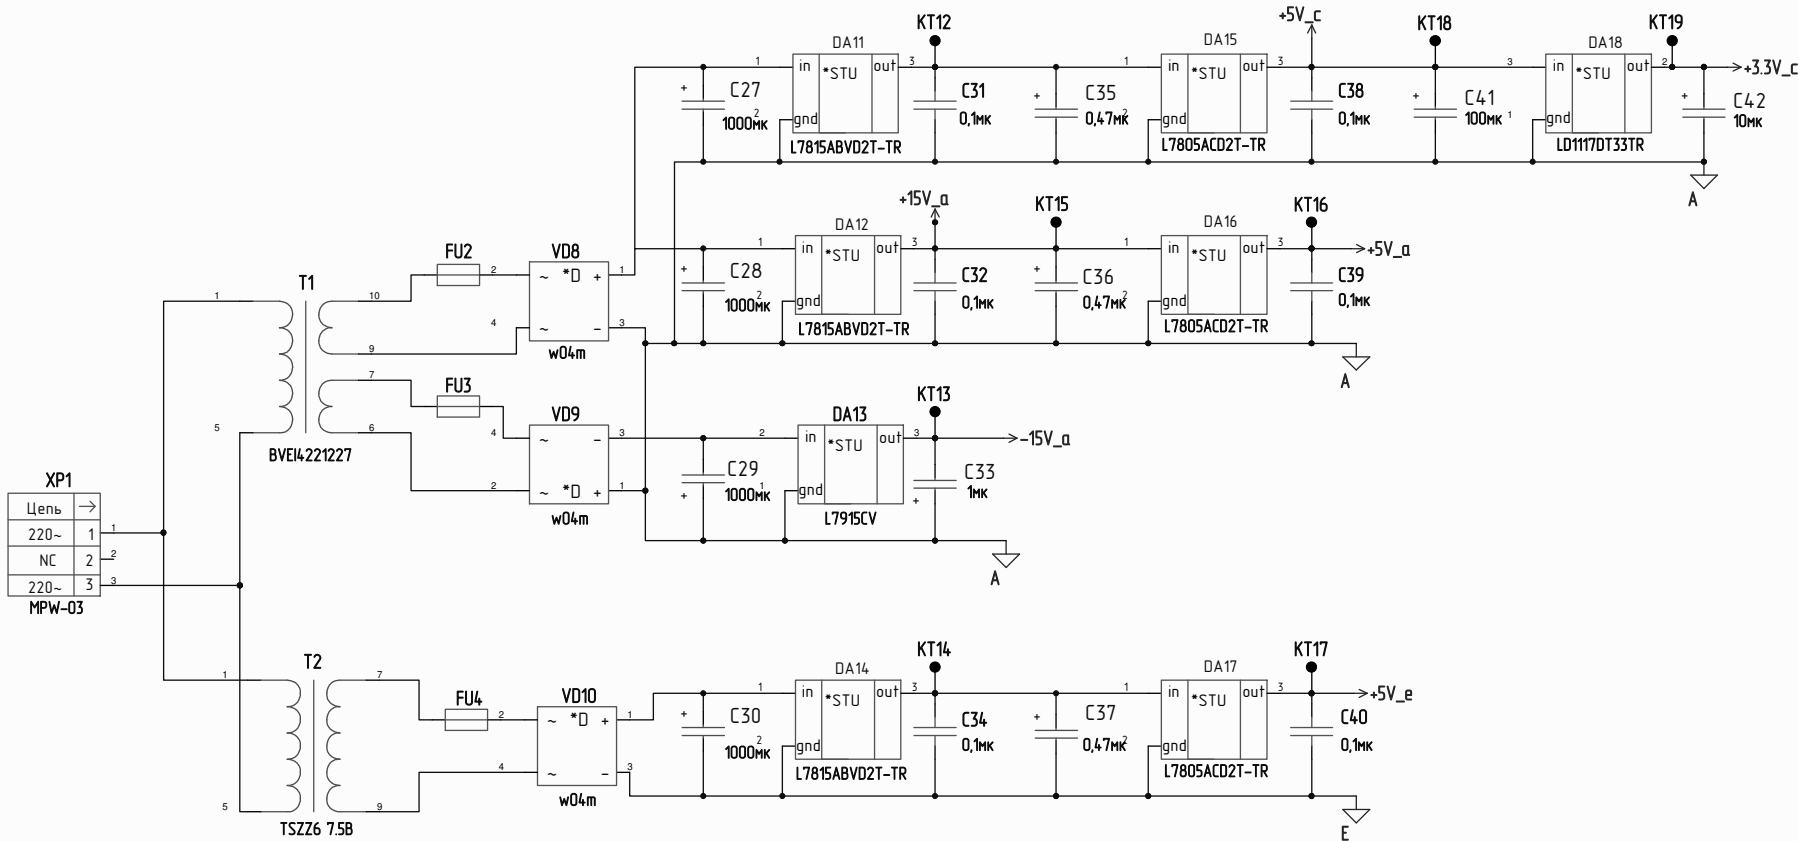 +5V_c
KT12
KT18
KT19
DA11
DA15
DA18
1
in
*STU
out
3
1
in
*STU
out
3
3
in
*STU
out
2
+3.3V_c
+
C27
1000мк
2
gnd
L7815ABVD2T-TR
C31
0,1мк
+
C35
0,47мк
2
gnd
L7805ACD2T-TR
C38
0,1мк
+
C41
100мк
1
gnd
LD1117DT33TR
+
C42
10мк
A
+15V_a
KT15
KT16
DA12
DA16
1
in
*STU
out
3
1
in
*STU
out
3
+5V_a
+
C28
1000мк
2
gnd
L7815ABVD2T-TR
C32
0,1мк
+
C36
0,47мк
2
gnd
L7805ACD2T-TR
C39
0,1мк
A
T1
1
5
10
9
7
6
BVEI4221227
FU2
2
4
VD8
~ *D +
~ -
1
3
w04m
FU3
4
2
VD9
~ -
~ *D +
3
1
w04m
KT13
DA13
2
in
*STU
out
3
-15V_a
C29
1000мк
1
+
gnd
L7915CV
C33
1мк
+
A
XP1
Цепь
220~ 1
1
NC 2
2
220~ 3
3
MPW-03
T2
1
5
7
9
TSZZ6 7.5B
FU4
2
4
VD10
~ *D +
~ -
1
3
w04m
KT14
KT17
DA14
DA17
1
in
*STU
out
3
1
in
*STU
out
3
+5V_e
+
C30
1000мк
2
gnd
L7815ABVD2T-TR
C34
0,1мк
+
C37
0,47мк
2
gnd
L7805ACD2T-TR
C40
0,1мк
E